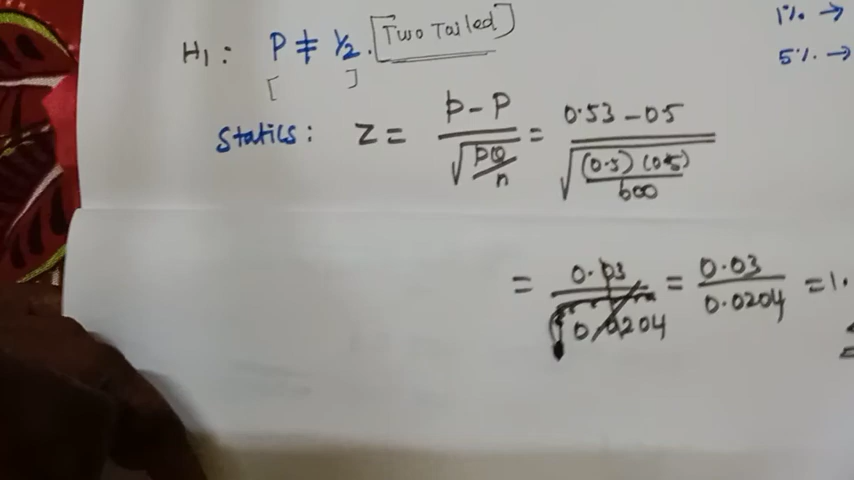 H₁: P ≠ 1/2. [Two Tailed]
[ ]
1% →
5% →
Statics: Z = p - P / √(PQ/n) = 0.53 - 0.5 / √((0.5)(0.5)/600)
= 0.03 / √0.0204 = 0.03 / 0.0204 = 1.